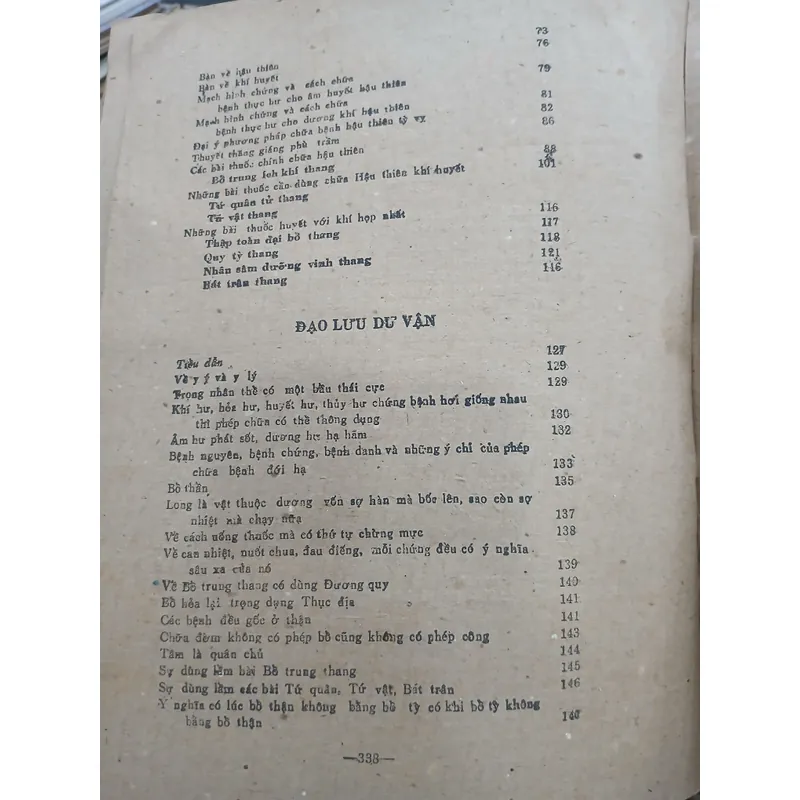 Bàn về hậu thiên 73
Bàn về khí huyết 76
Mạch hình chứng và cách chữa
bệnh thực hư cho âm huyết hậu thiên 79
Mạnh bình chứng và cách chữa
bệnh thực hư cho dương khí hậu thiên 81
Đại ý phương pháp chữa bệnh hậu thiên tỳ vị 82
Thuyết thăng giáng phù trầm 86
Các bài thuốc chính chữa hậu thiên
Bổ trung ích khí thang 88
Những bài thuốc cần dùng chữa Hậu thiên khí huyết 101
Tứ quân tử thang
Tứ vật thang
Những bài thuốc huyết với khí hợp nhất 116
Thập toàn đại bổ thang 117
Quy tỳ thang 118
Nhân sâm dưỡng vinh thang 121
Bát trân thang 116
ĐẠO LƯU DƯ VẬN
Tiểu dẫn 127
Về y ý và y lý 129
Trong nhân thể có một bầu thái cực 129
Khí hư, hỏa hư, huyết hư, thủy hư chứng bệnh hơi giống nhau
thì phép chữa có thể thông dụng 130
Âm hư phát sốt, dương hư hạ hãm 132
Bệnh nguyên, bệnh chứng, bệnh danh và những ý chỉ của phép
chữa bệnh đới hạ 133
Bổ thần 135
Long là vật thuộc dương vốn sợ hàn mà bốc lên, sao còn sợ
nhiệt mà chạy nữa 137
Về cách uống thuốc mà có thứ tự chừng mực 138
Về can nhiệt, nuốt chua, đau điếng, mỗi chứng đều có ý nghĩa
sâu xa của nó 139
Về Bổ trung thang có dùng Đương quy 140
Bổ hỏa lại trọng dụng Thục địa 141
Các bệnh đều gốc ở thận 141
Chữa đờm không có phép bổ cũng không có phép công 143
Tâm là quân chủ 144
Sự dùng lầm bài Bổ trung thang 145
Sự dùng lầm các bài Tứ quân, Tứ vật, Bát trân 146
Ý nghĩa có lúc bổ thận không bằng bổ tỳ có khi bổ tỳ không
bằng bổ thận 147
—338—